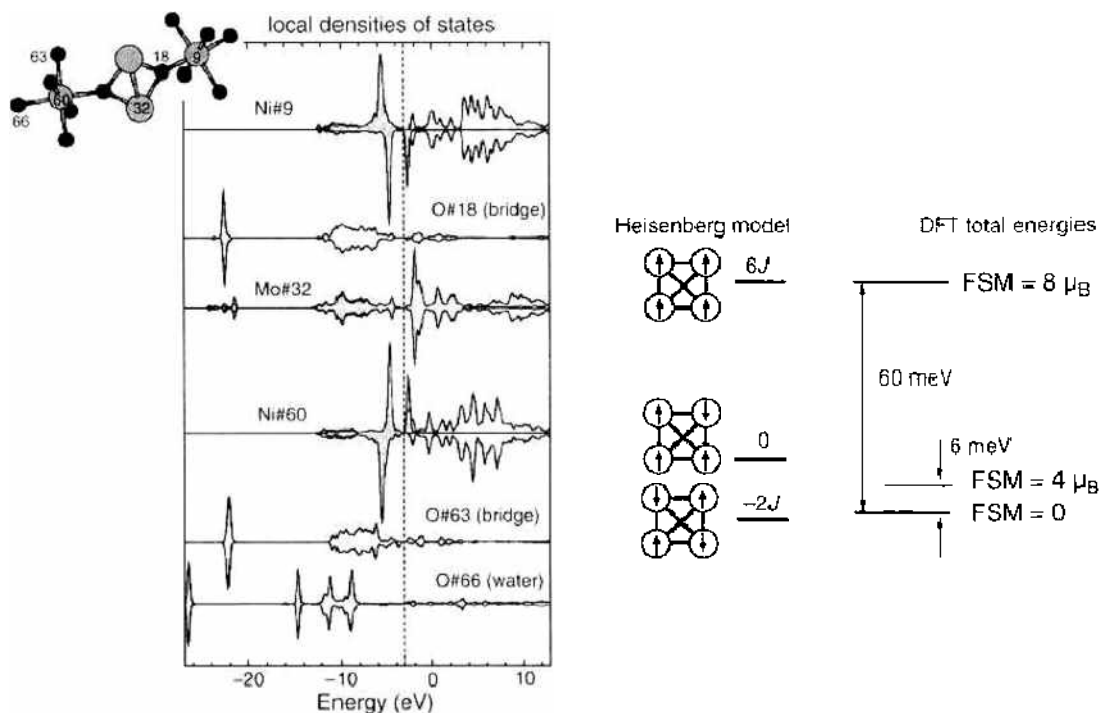 local densities of states
63
18
9
60
32
66
Ni#9
O#18 (bridge)
Mo#32
Ni#60
O#63 (bridge)
O#66 (water)
−20
−10
0
10
Energy (eV)
Heisenberg model
DFT total energies
6J
FSM = 8 μB
60 meV
0
6 meV
FSM = 4 μB
−2J
FSM = 0